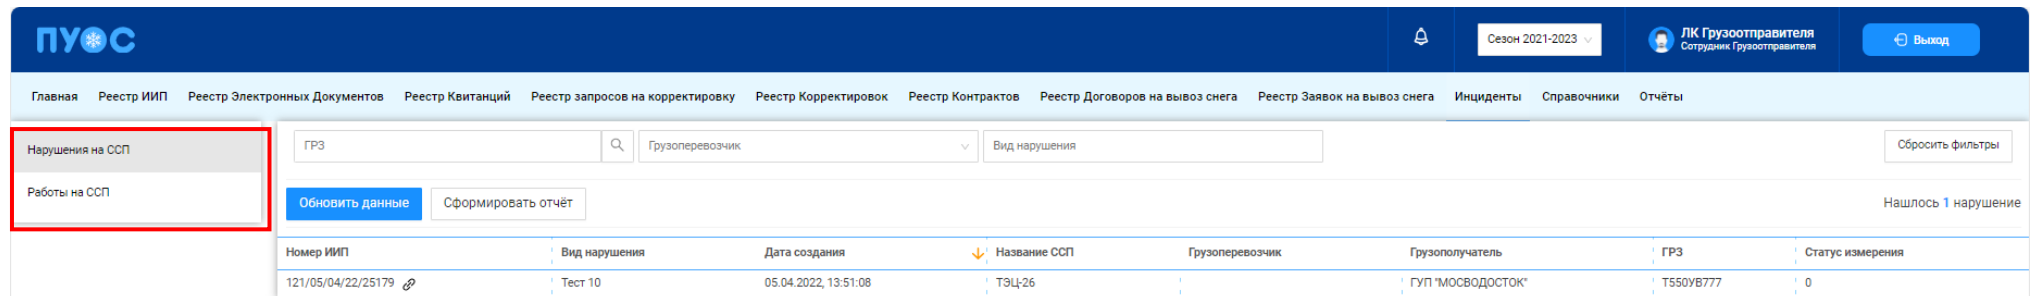 ПУОС
Сезон 2021-2023
ЛК Грузоотправителя
Сотрудник Грузоотправителя
Выход
Главная Реестр ИИП Реестр Электронных Документов Реестр Квитанций Реестр запросов на корректировку Реестр Корректировок Реестр Контрактов Реестр Договоров на вывоз снега Реестр Заявок на вывоз снега Инциденты Справочники Отчёты
Нарушения на ССП
Работы на ССП
ГРЗ Грузоперевозчик Вид нарушения Сбросить фильтры
Обновить данные Сформировать отчёт Нашлось 1 нарушение
Номер ИИП Вид нарушения Дата создания Название ССП Грузоперевозчик Грузополучатель ГРЗ Статус измерения
121/05/04/22/25179 Тест 10 05.04.2022, 13:51:08 ТЭЦ-26 ГУП "МОСВОДОСТОК" Т550УВ777 0